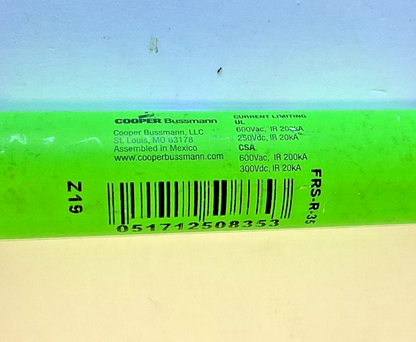 COOPER Bussmann
Cooper Bussmann, LLC
St. Louis, MO 63178
Assembled in Mexico
www.cooperbussmann.com
CURRENT LIMITING
UL
600Vac, IR 200kA
250Vdc, IR 20kA
CSA
600Vac, IR 200kA
300Vdc, IR 20kA
Z19
051712508353
FRS-R-35